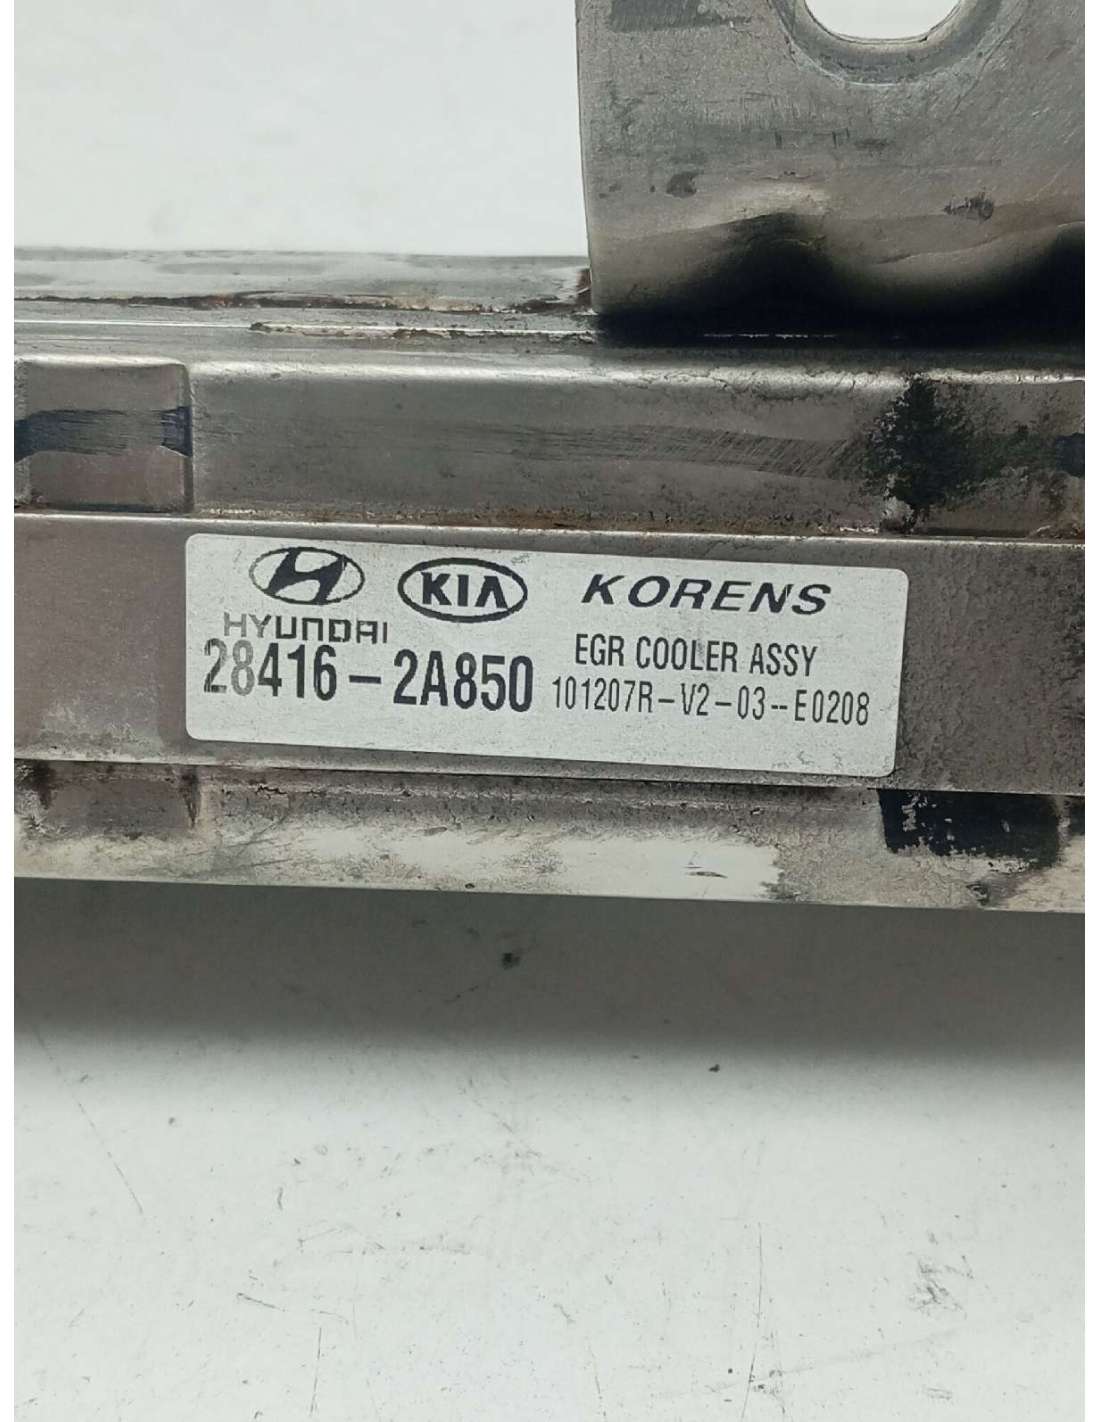 KIA KORENS
HYUNDAI
EGR COOLER ASSY
28416-2A850
101207R-V2-03--E0208